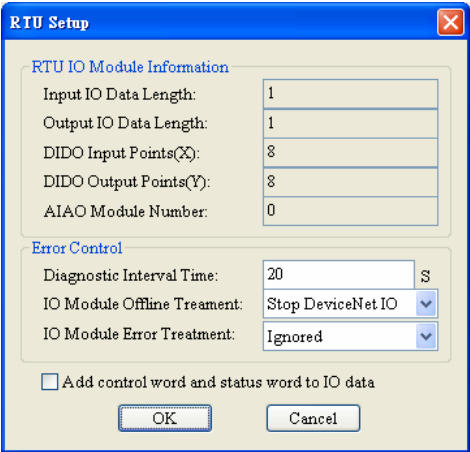 RTU Setup
RTU IO Module Information
Input IO Data Length: 1
Output IO Data Length: 1
DIDO Input Points(X): 8
DIDO Output Points(Y): 8
AIAO Module Number: 0
Error Control
Diagnostic Interval Time: 20 S
IO Module Offline Treament: Stop DeviceNet IO
IO Module Error Treatment: Ignored
Add control word and status word to IO data
OK Cancel